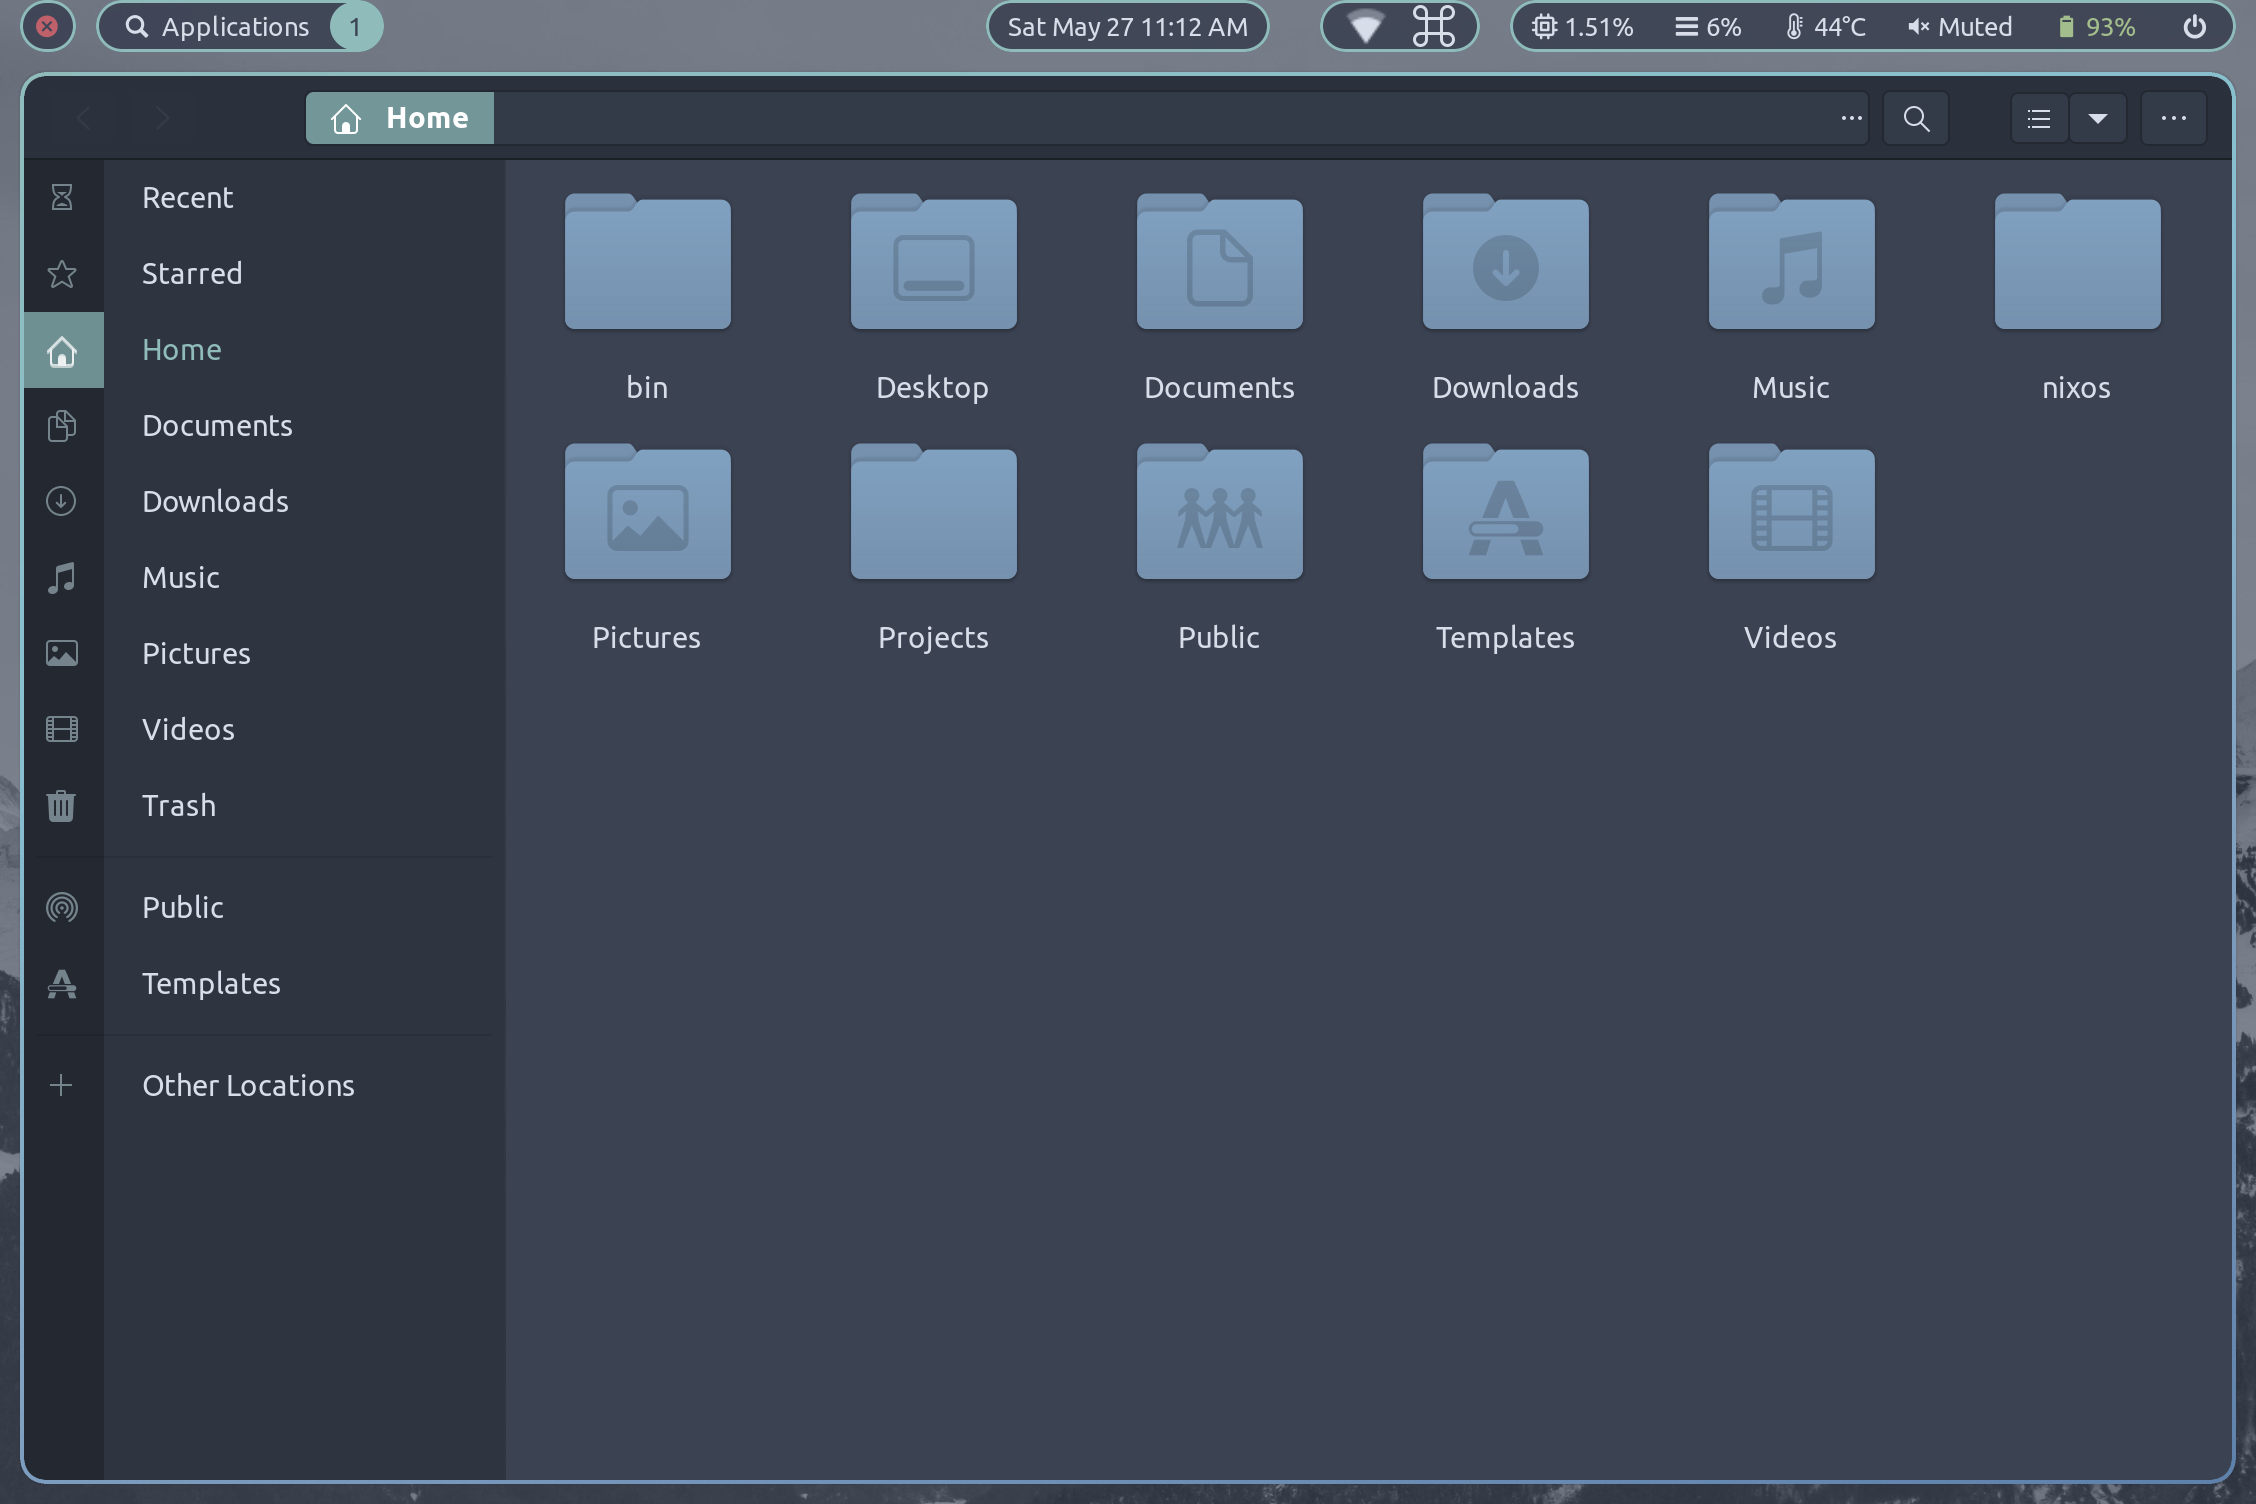 Applications 1
Sat May 27 11:12 AM
1.51% 6% 44°C Muted 93%
Home
Recent
Starred
Home
Documents
Downloads
Music
Pictures
Videos
Trash
Public
Templates
Other Locations
bin Desktop Documents Downloads Music nixos
Pictures Projects Public Templates Videos